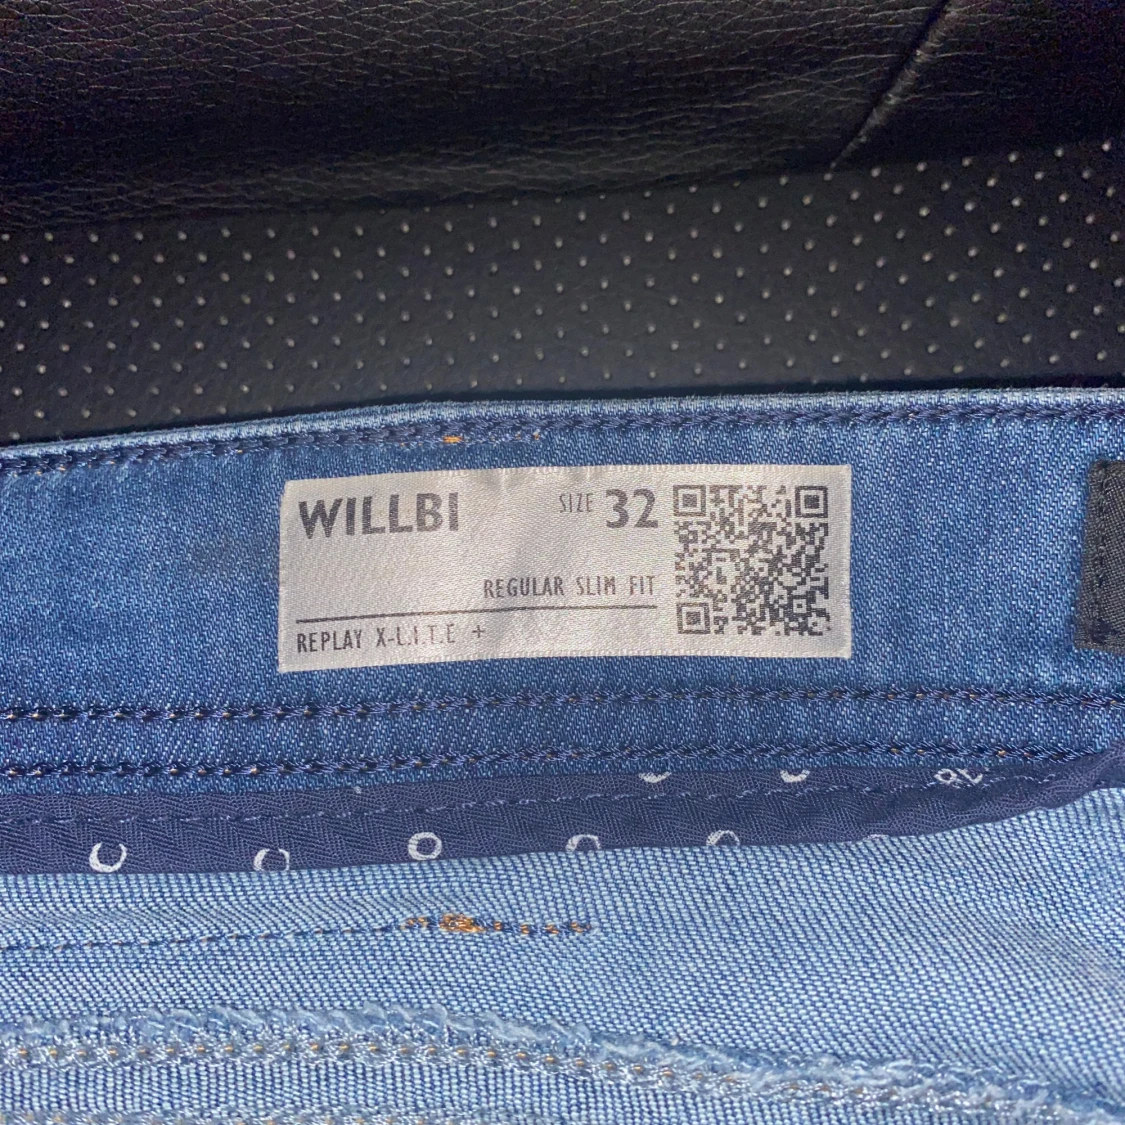 WILLBI
SIZE 32
REGULAR SLIM FIT
REPLAY X-L.I.T.E +